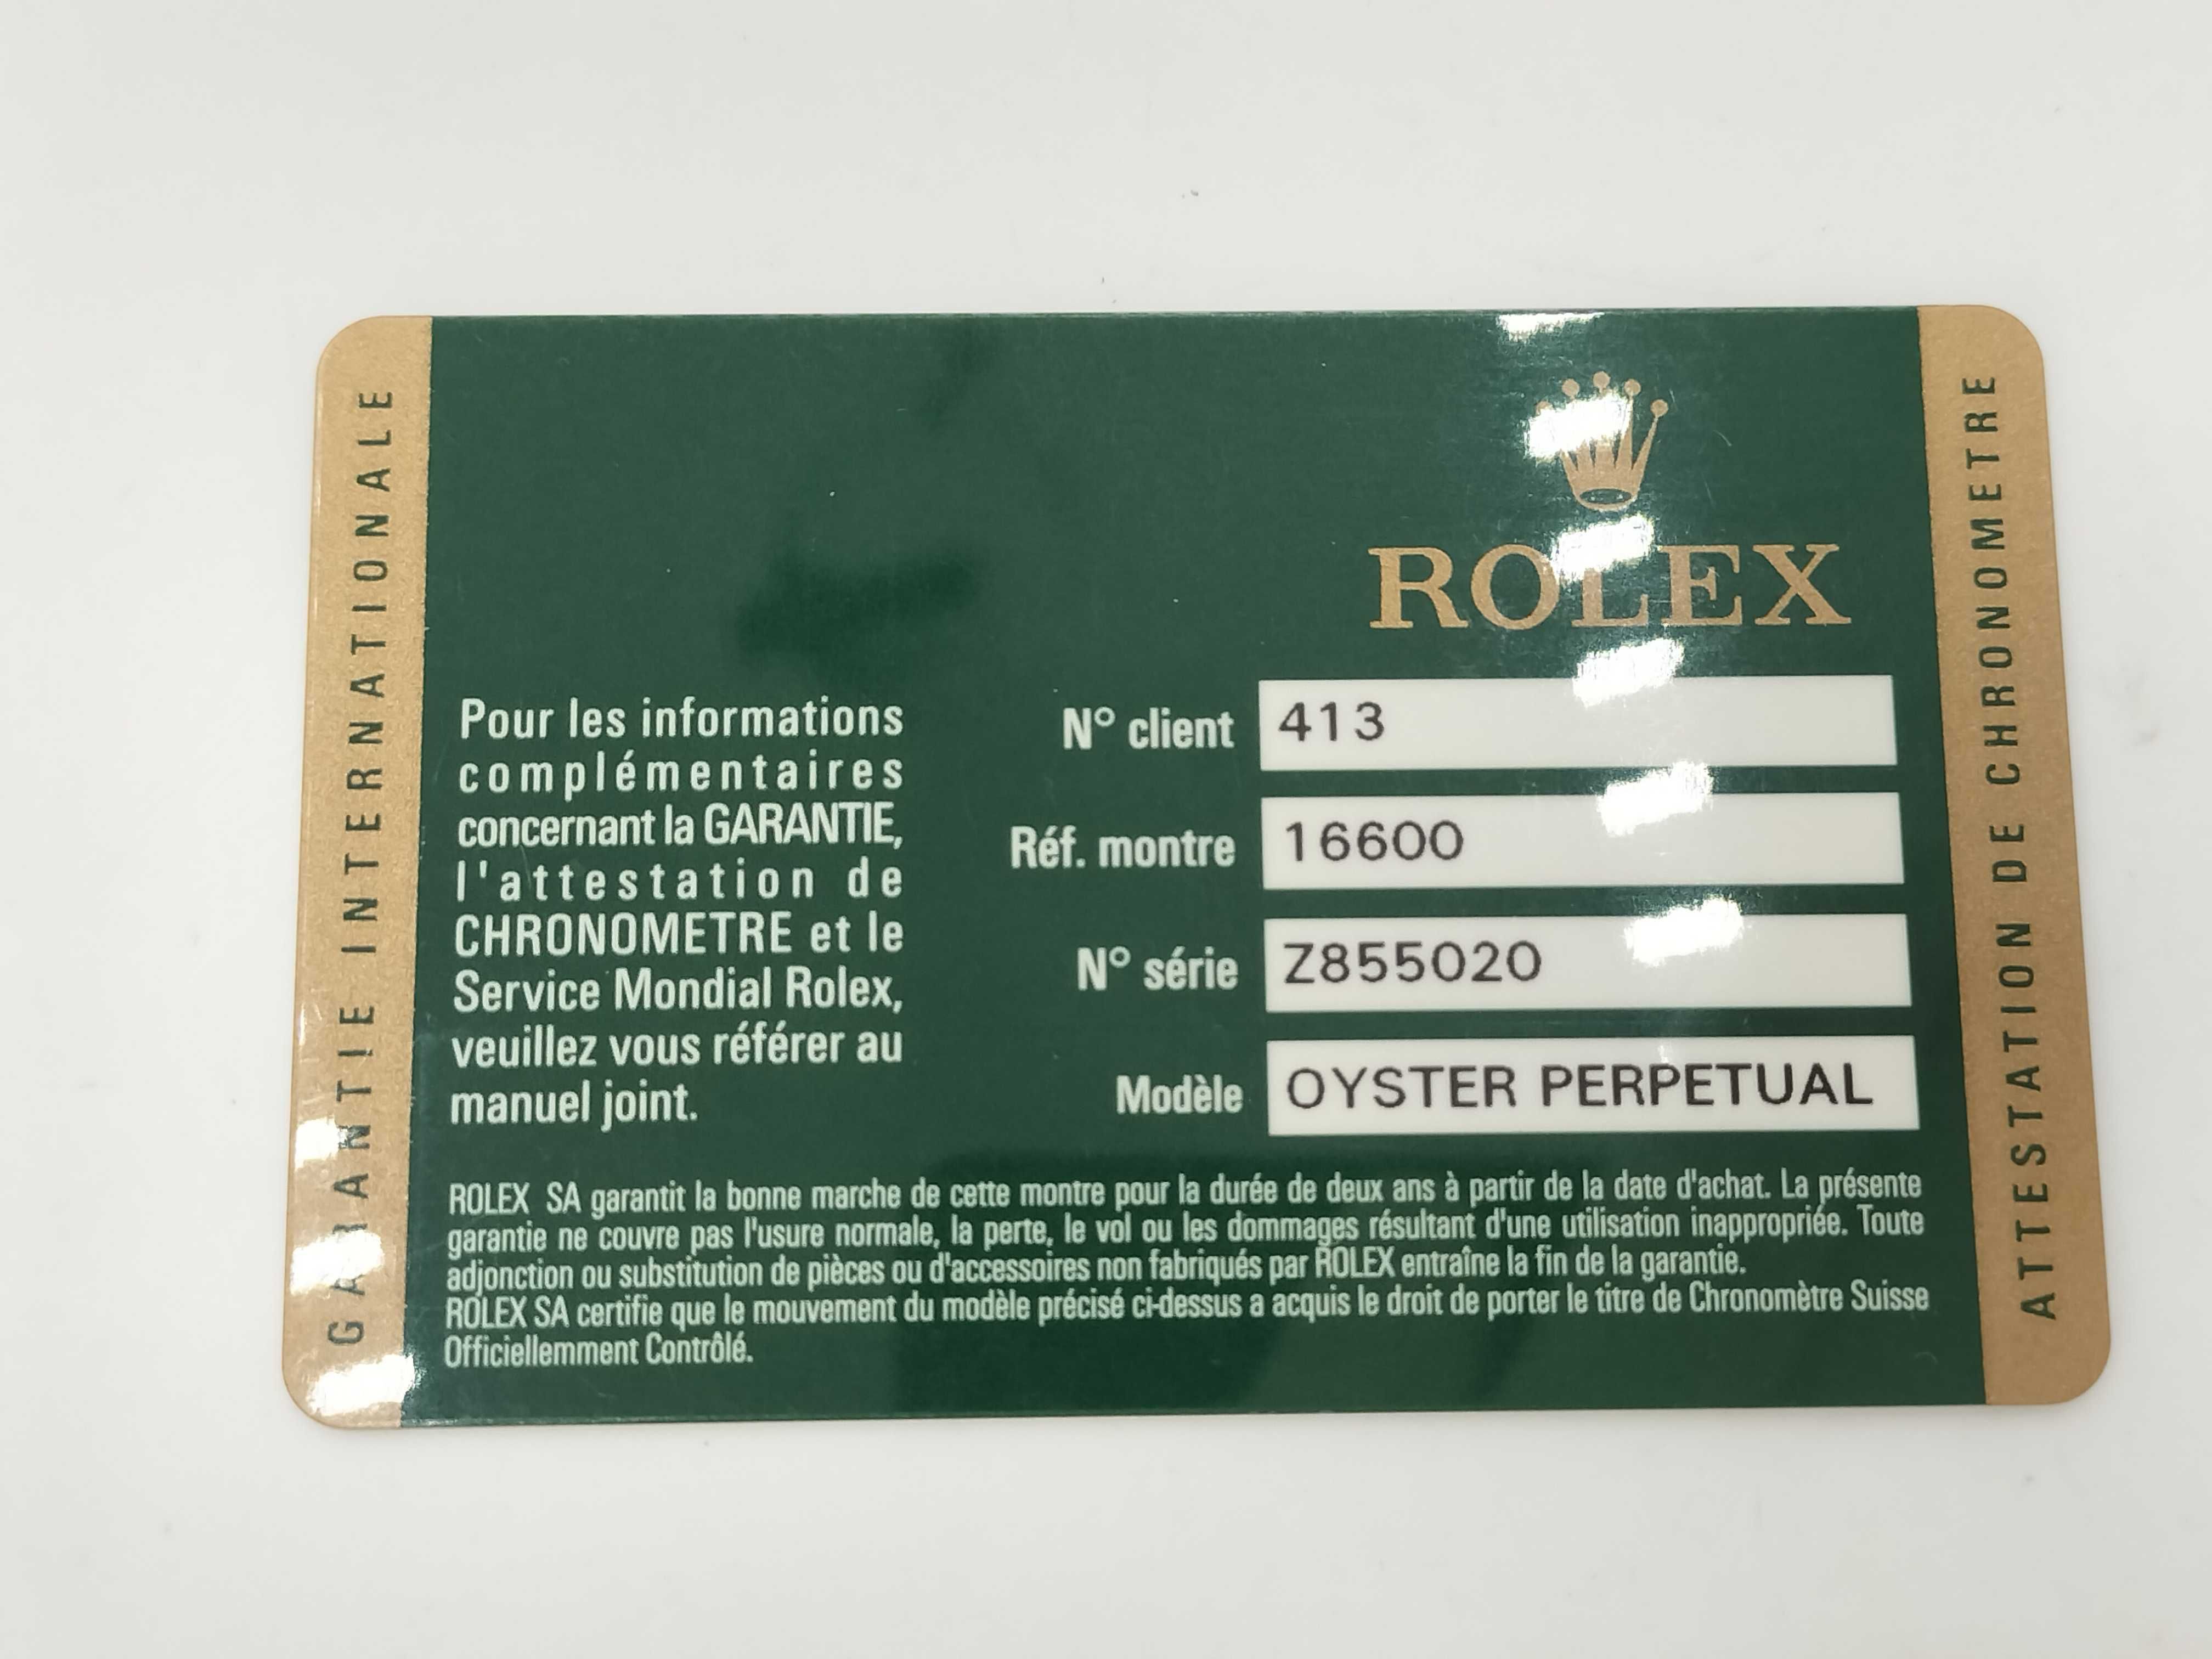 GARANTIE INTERNATIONALE
ROLEX
Pour les informations
complémentaires
concernant la GARANTIE,
l'attestation de
CHRONOMETRE et le
Service Mondial Rolex,
veuillez vous référer au
manuel joint.
N° client 413
Réf. montre 16600
N° série Z855020
Modèle OYSTER PERPETUAL
ROLEX SA garantit la bonne marche de cette montre pour la durée de deux ans à partir de la date d'achat. La présente
garantie ne couvre pas l'usure normale, la perte, le vol ou les dommages résultant d'une utilisation inappropriée. Toute
adjonction ou substitution de pièces ou d'accessoires non fabriqués par ROLEX entraîne la fin de la garantie.
ROLEX SA certifie que le mouvement du modèle précisé ci-dessus a acquis le droit de porter le titre de Chronomètre Suisse
Officiellemment Contrôlé.
ATTESTATION DE CHRONOMETRE